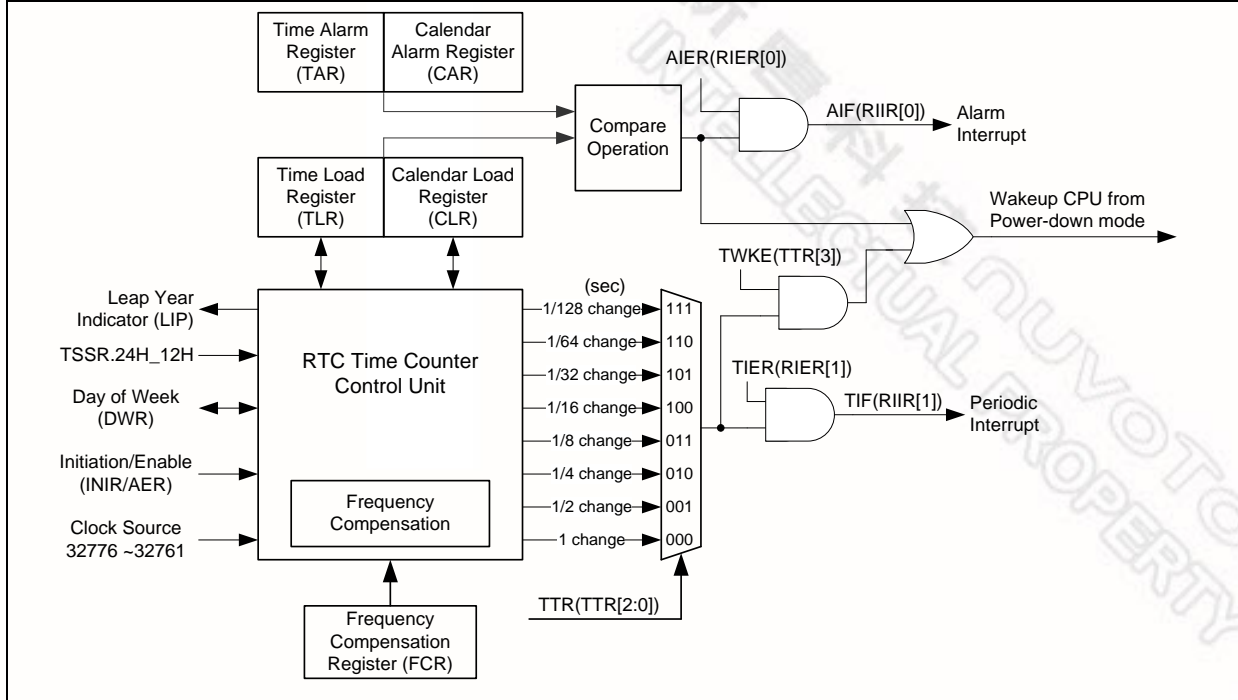 Time Alarm
Register
(TAR)
Calendar
Alarm Register
(CAR)
AIER(RIER[0])
Compare
Operation
AIF(RIIR[0])
Alarm
Interrupt
Time Load
Register
(TLR)
Calendar Load
Register
(CLR)
Wakeup CPU from
Power-down mode
TWKE(TTR[3])
Leap Year
Indicator (LIP)
TSSR.24H_12H
Day of Week
(DWR)
Initiation/Enable
(INIR/AER)
Clock Source
32776 ~32761
RTC Time Counter
Control Unit
Frequency
Compensation
(sec)
1/128 change 111
1/64 change 110
1/32 change 101
1/16 change 100
1/8 change 011
1/4 change 010
1/2 change 001
1 change 000
TIER(RIER[1])
TIF(RIIR[1])
Periodic
Interrupt
TTR(TTR[2:0])
Frequency
Compensation
Register (FCR)
科技 NUVOTO
INTELLECTUAL PROPERTY